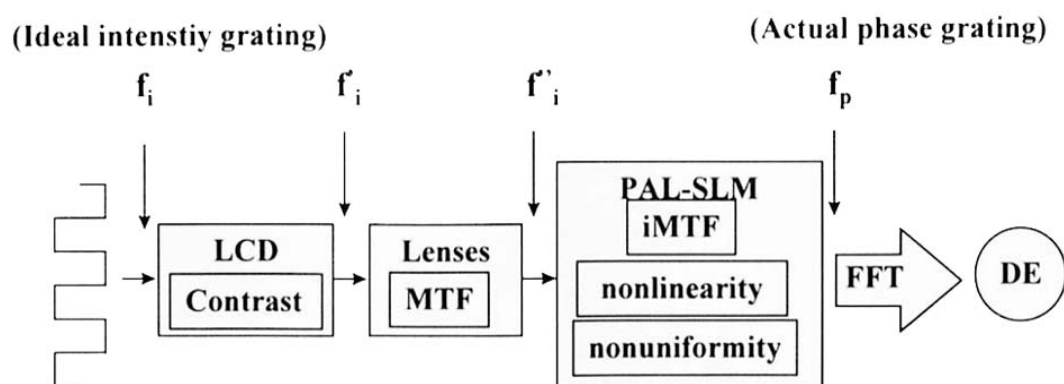 (Ideal intenstiy grating)
(Actual phase grating)
f_i
f'_i
f''_i
f_p
PAL-SLM
iMTF
LCD
Contrast
Lenses
MTF
nonlinearity
nonuniformity
FFT
DE